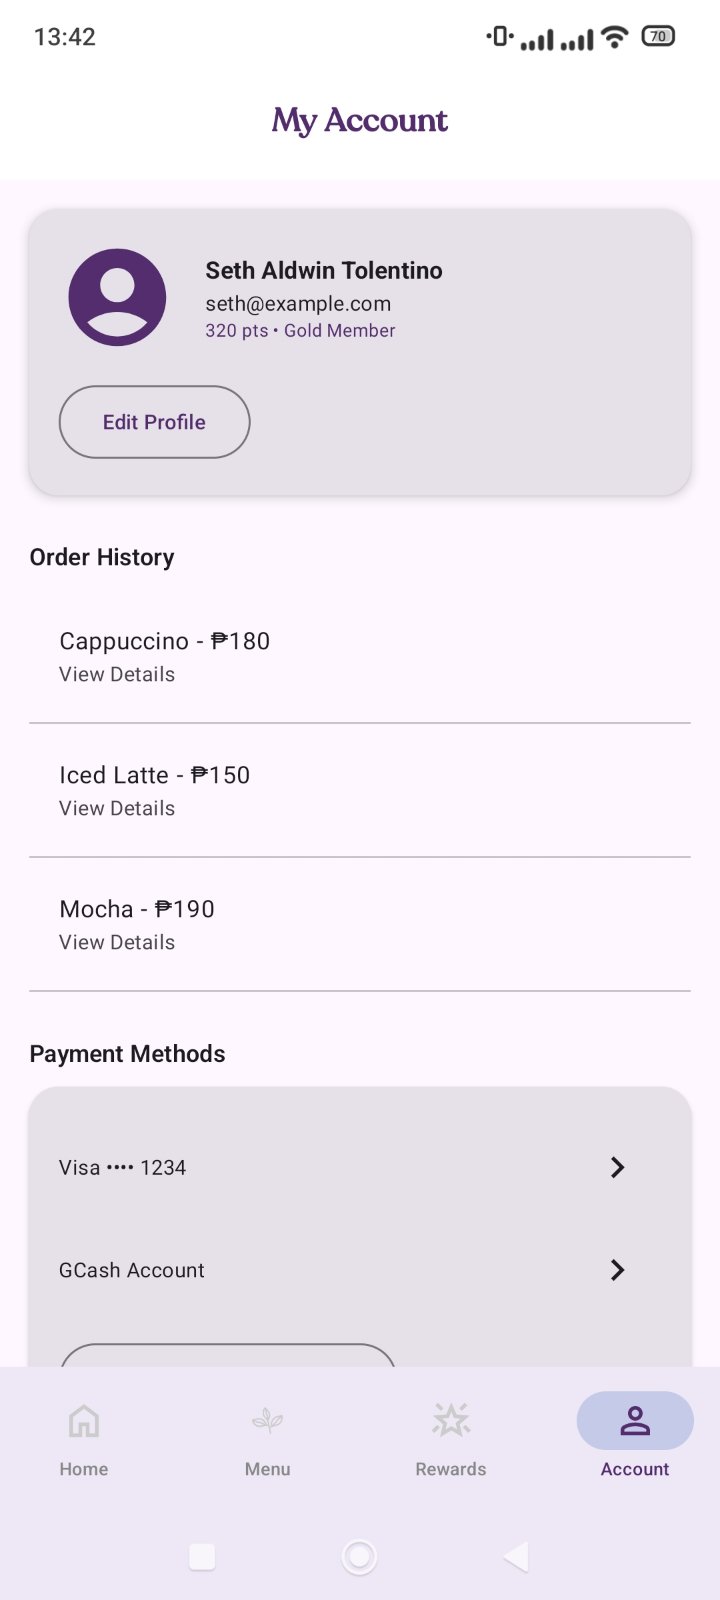 13:42
70
My Account
Seth Aldwin Tolentino
seth@example.com
320 pts • Gold Member
Edit Profile
Order History
Cappuccino - ₱180
View Details
Iced Latte - ₱150
View Details
Mocha - ₱190
View Details
Payment Methods
Visa •••• 1234
GCash Account
Home
Menu
Rewards
Account